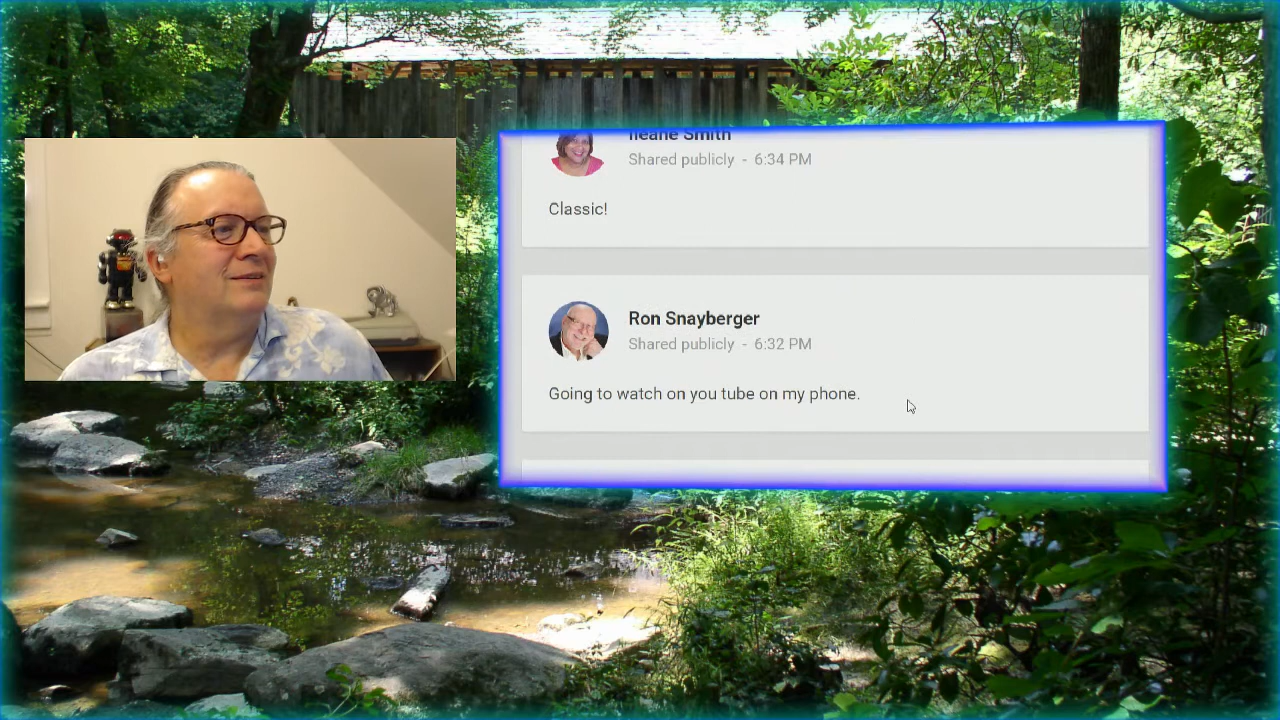 Ileane Smith
Shared publicly - 6:34 PM
Classic!
Ron Snayberger
Shared publicly - 6:32 PM
Going to watch on you tube on my phone.